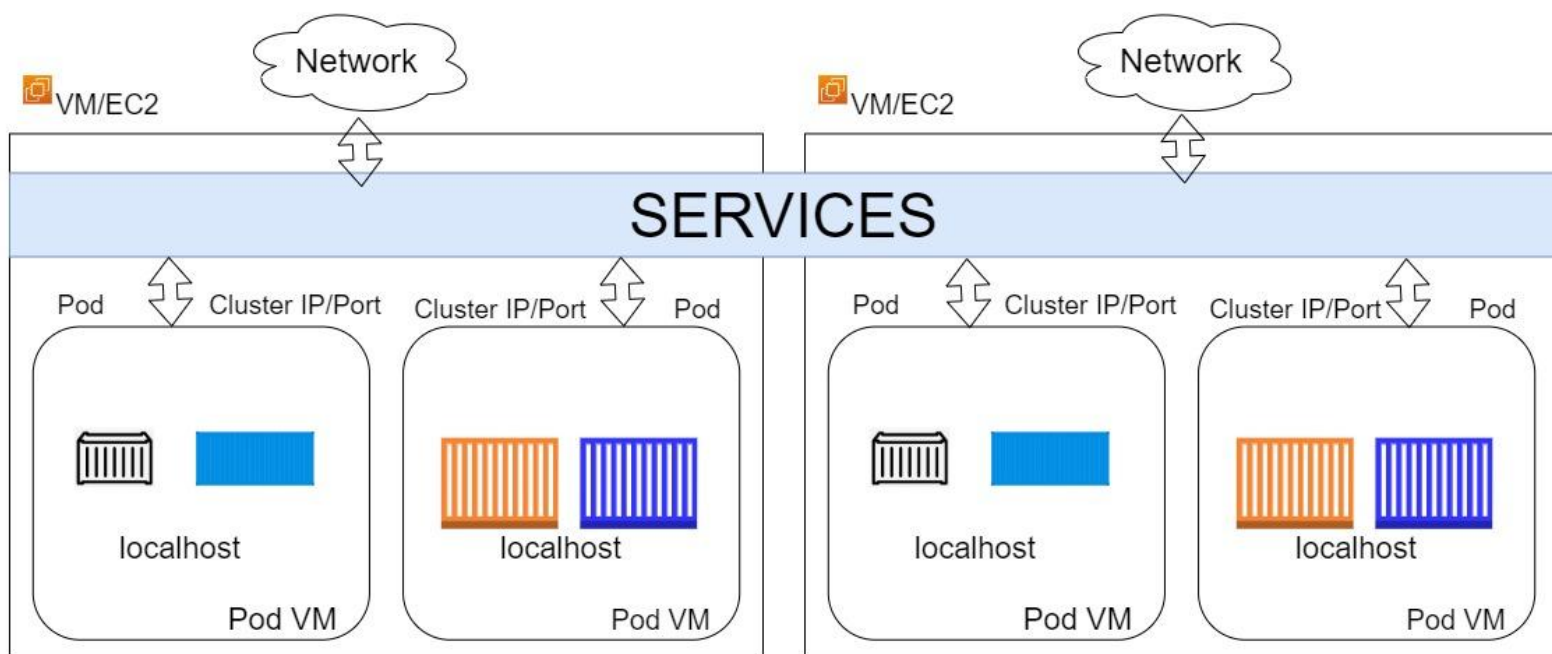 Network
Network
VM/EC2
VM/EC2
SERVICES
Pod
Cluster IP/Port
Cluster IP/Port
Pod
Pod
Cluster IP/Port
Cluster IP/Port
Pod
localhost
localhost
localhost
localhost
Pod VM
Pod VM
Pod VM
Pod VM